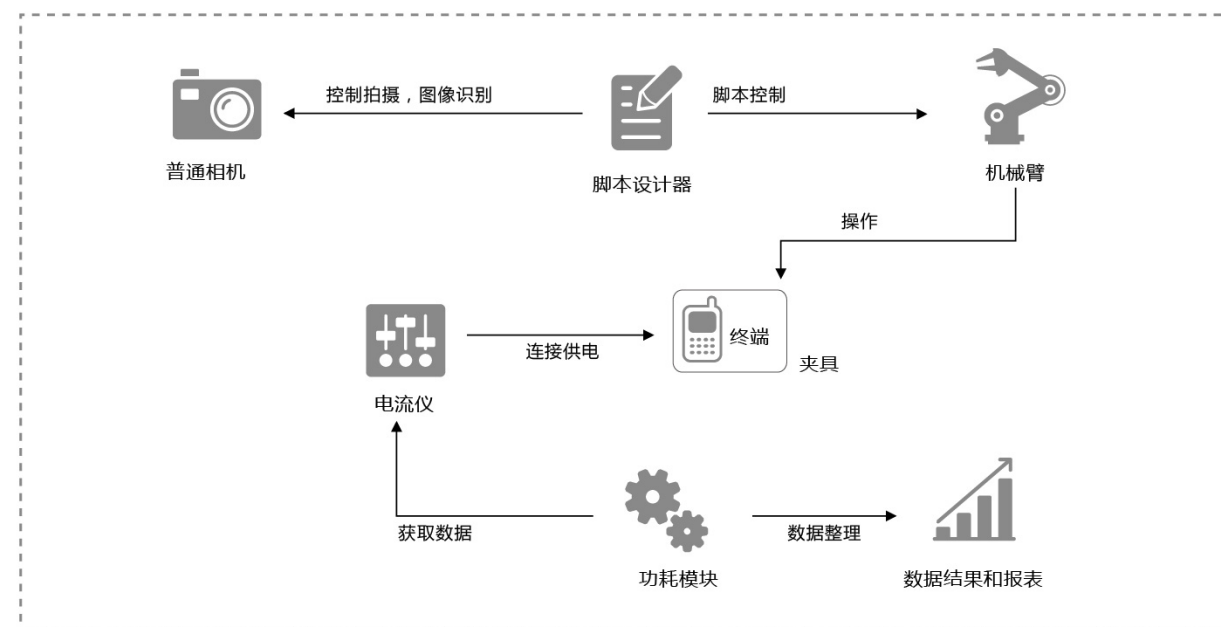 控制拍摄，图像识别
脚本控制
普通相机
脚本设计器
机械臂
操作
终端
连接供电
夹具
电流仪
获取数据
数据整理
功耗模块
数据结果和报表